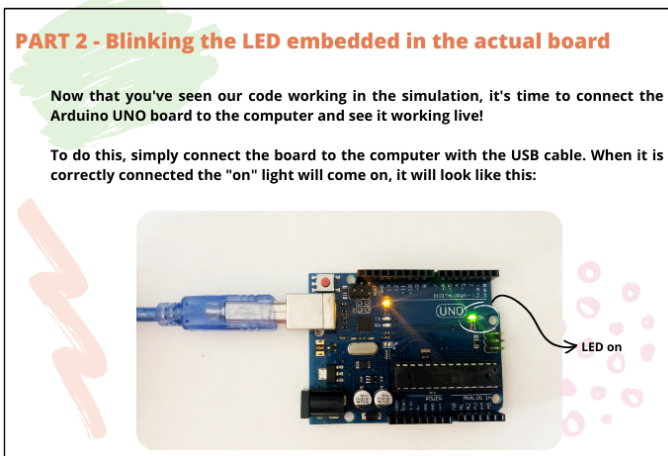 PART 2 - Blinking the LED embedded in the actual board
Now that you've seen our code working in the simulation, it's time to connect the
Arduino UNO board to the computer and see it working live!
To do this, simply connect the board to the computer with the USB cable. When it is
correctly connected the "on" light will come on, it will look like this:
UNO
LED on
POWER
ANALOG IN